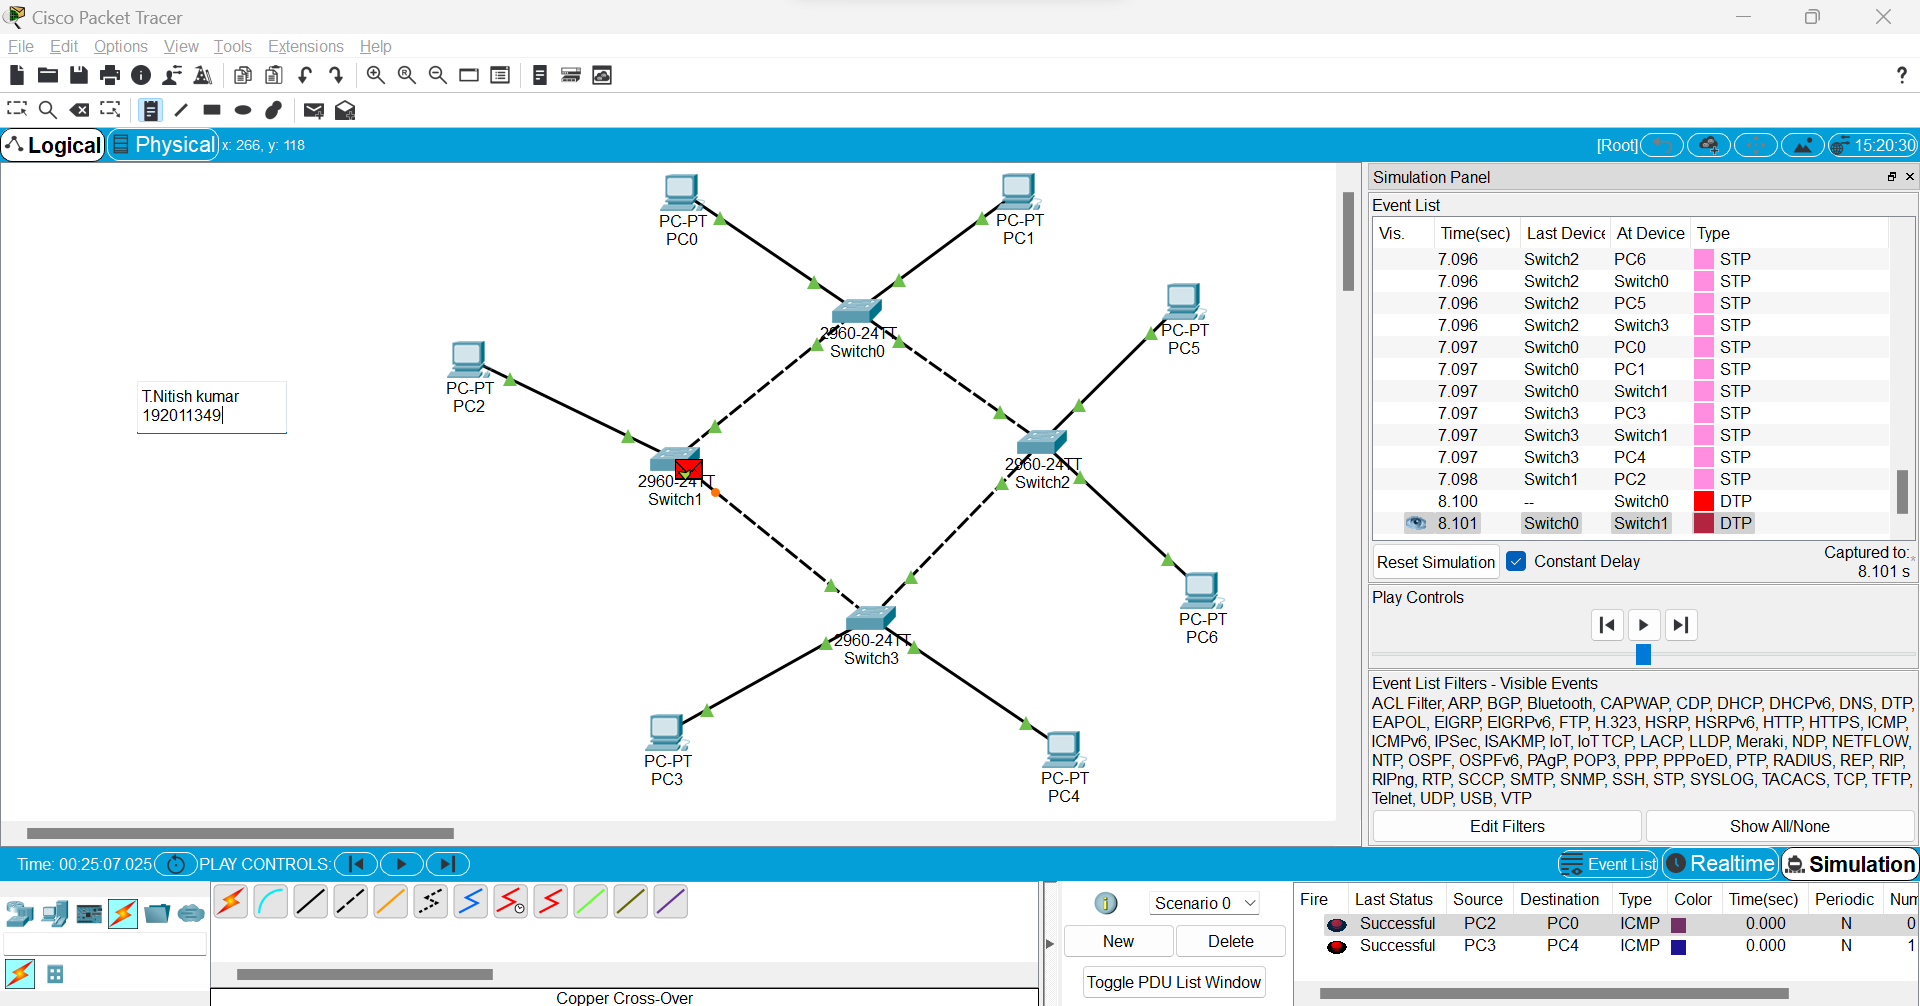 Cisco Packet Tracer
File Edit Options View Tools Extensions Help
?
Logical Physical x: 266, y: 118 [Root] 15:20:30
PC-PT
PC0
PC-PT
PC1
2960-24TT
Switch0
PC-PT
PC5
PC-PT
PC2
T.Nitish kumar
192011349
2960-24TT
Switch1
2960-24TT
Switch2
PC-PT
PC6
2960-24TT
Switch3
PC-PT
PC3
PC-PT
PC4
Simulation Panel
Event List
Vis. Time(sec) Last Device At Device Type
7.096 Switch2 PC6 STP
7.096 Switch2 Switch0 STP
7.096 Switch2 PC5 STP
7.096 Switch2 Switch3 STP
7.097 Switch0 PC0 STP
7.097 Switch0 PC1 STP
7.097 Switch0 Switch1 STP
7.097 Switch3 PC3 STP
7.097 Switch3 Switch1 STP
7.097 Switch3 PC4 STP
7.098 Switch1 PC2 STP
8.100 -- Switch0 DTP
8.101 Switch0 Switch1 DTP
Reset Simulation Constant Delay Captured to:
8.101 s
Play Controls
Event List Filters - Visible Events
ACL Filter, ARP, BGP, Bluetooth, CAPWAP, CDP, DHCP, DHCPv6, DNS, DTP,
EAPOL, EIGRP, EIGRPv6, FTP, H.323, HSRP, HSRPv6, HTTP, HTTPS, ICMP,
ICMPv6, IPSec, ISAKMP, IoT, IoT TCP, LACP, LLDP, Meraki, NDP, NETFLOW,
NTP, OSPF, OSPFv6, PAgP, POP3, PPP, PPPoED, PTP, RADIUS, REP, RIP,
RIPng, RTP, SCCP, SMTP, SNMP, SSH, STP, SYSLOG, TACACS, TCP, TFTP,
Telnet, UDP, USB, VTP
Edit Filters Show All/None
Time: 00:25:07.025 PLAY CONTROLS: Event List Realtime Simulation
Copper Cross-Over
Scenario 0
New Delete
Toggle PDU List Window
Fire Last Status Source Destination Type Color Time(sec) Periodic Num
Successful PC2 PC0 ICMP 0.000 N 0
Successful PC3 PC4 ICMP 0.000 N 1